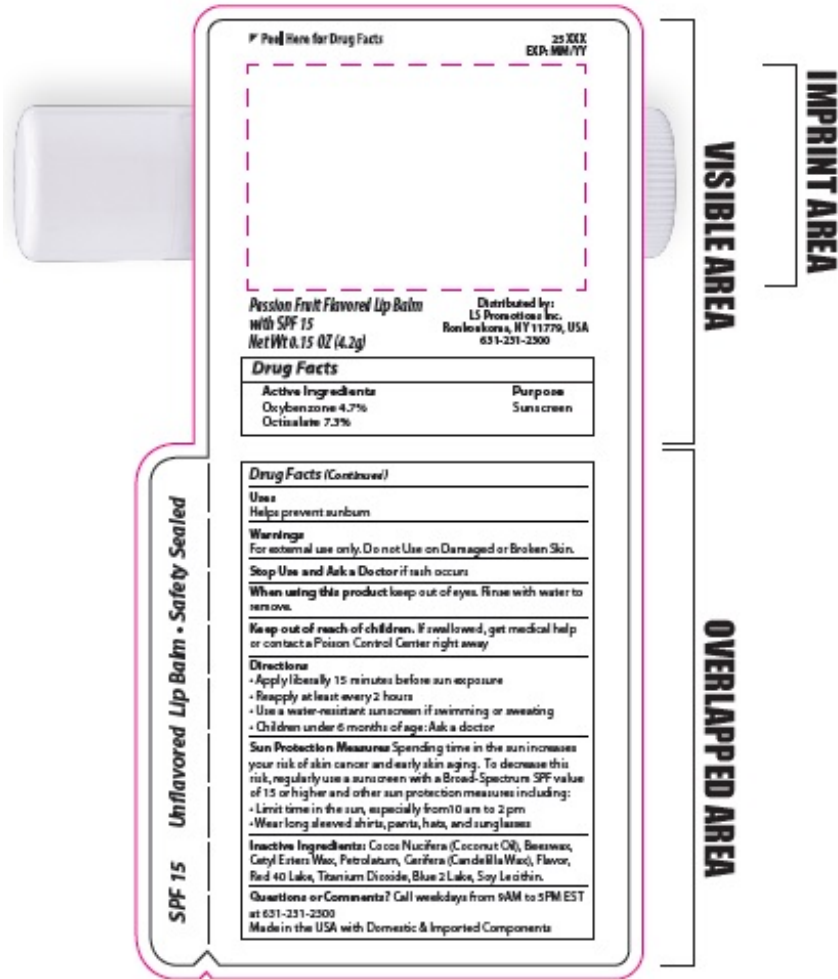 Peel Here for Drug Facts
25 XXX
EXP: MM/YY
Passion Fruit Flavored Lip Balm
with SPF 15
Net Wt 0.15 OZ (4.2g)
Distributed by:
LS Promotions Inc.
Ronkonkoma, NY 11779, USA
631-231-2300
Drug Facts
Active Ingredients
Purpose
Oxybenzone 4.7%
Sunscreen
Octisalate 7.3%
Drug Facts (Continued)
Uses
Helps prevent sunburn
Warnings
For external use only. Do not Use on Damaged or Broken Skin.
Stop Use and Ask a Doctor if rash occurs
When using this product keep out of eyes. Rinse with water to
remove.
Keep out of reach of children. If swallowed, get medical help
or contact a Poison Control Center right away
Directions
• Apply liberally 15 minutes before sun exposure
• Reapply at least every 2 hours
• Use a water-resistant sunscreen if swimming or sweating
• Children under 6 months of age: Ask a doctor
Sun Protection Measures Spending time in the sun increases
your risk of skin cancer and early skin aging. To decrease this
risk, regularly use a sunscreen with a Broad-Spectrum SPF value
of 15 or higher and other sun protection measures including:
• Limit time in the sun, especially from 10 am to 2 pm
• Wear long sleeved shirts, pants, hats, and sunglasses
Inactive Ingredients: Cocos Nucifera (Coconut Oil), Beeswax,
Cetyl Esters Wax, Petrolatum, Cerifera (Candelilla Wax), Flavor,
Red 40 Lake, Titanium Dioxide, Blue 2 Lake, Soy Lecithin.
Questions or Comments? Call weekdays from 9AM to 5PM EST
at 631-231-2300
Made in the USA with Domestic & Imported Components
SPF 15 Unflavored Lip Balm • Safety Sealed
VISIBLE AREA
IMPRINT AREA
OVERLAPPED AREA